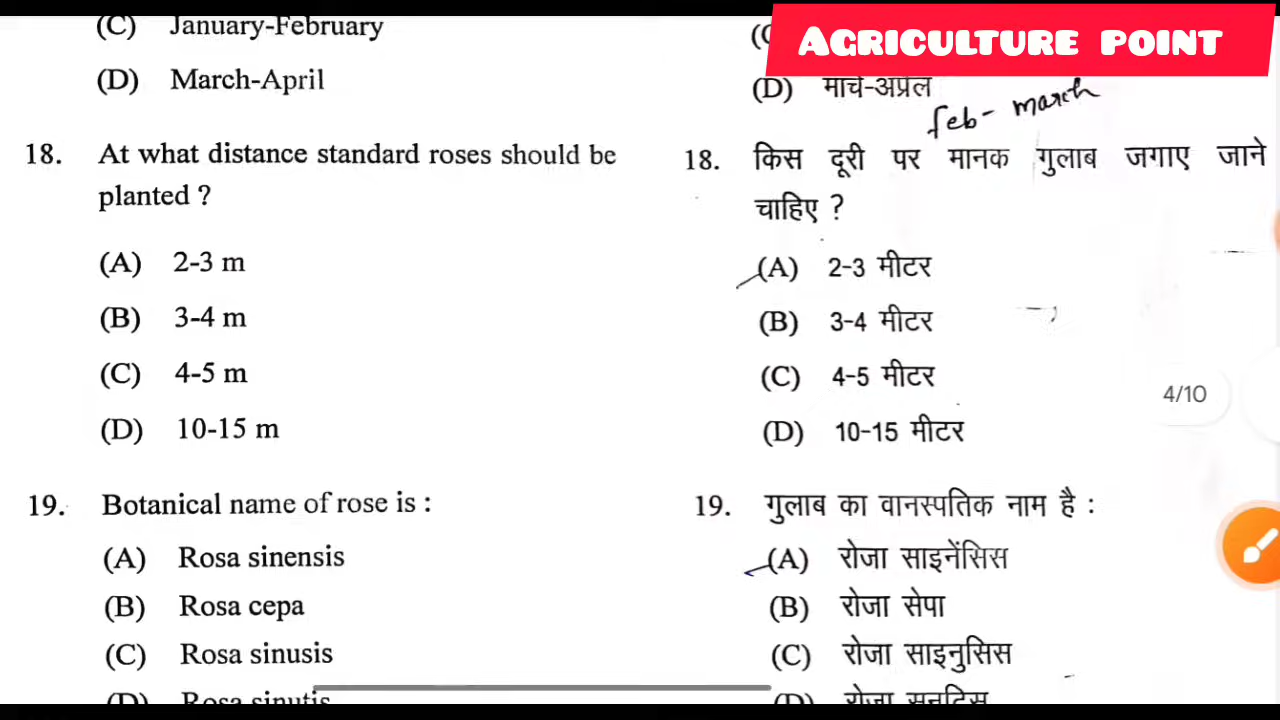 (C) January-February
AGRICULTURE POINT
(D) March-April
(D) मार्च-अप्रैल
feb - march
18. At what distance standard roses should be
planted ?
(A) 2-3 m
(B) 3-4 m
(C) 4-5 m
(D) 10-15 m
18. किस दूरी पर मानक गुलाब जगाए जाने
चाहिए ?
(A) 2-3 मीटर
(B) 3-4 मीटर
(C) 4-5 मीटर
(D) 10-15 मीटर
4/10
19. Botanical name of rose is :
(A) Rosa sinensis
(B) Rosa cepa
(C) Rosa sinusis
(D) Rosa sinutis
19. गुलाब का वानस्पतिक नाम है :
(A) रोजा साइनेंसिस
(B) रोजा सेपा
(C) रोजा साइनुसिस
(D) रोजा